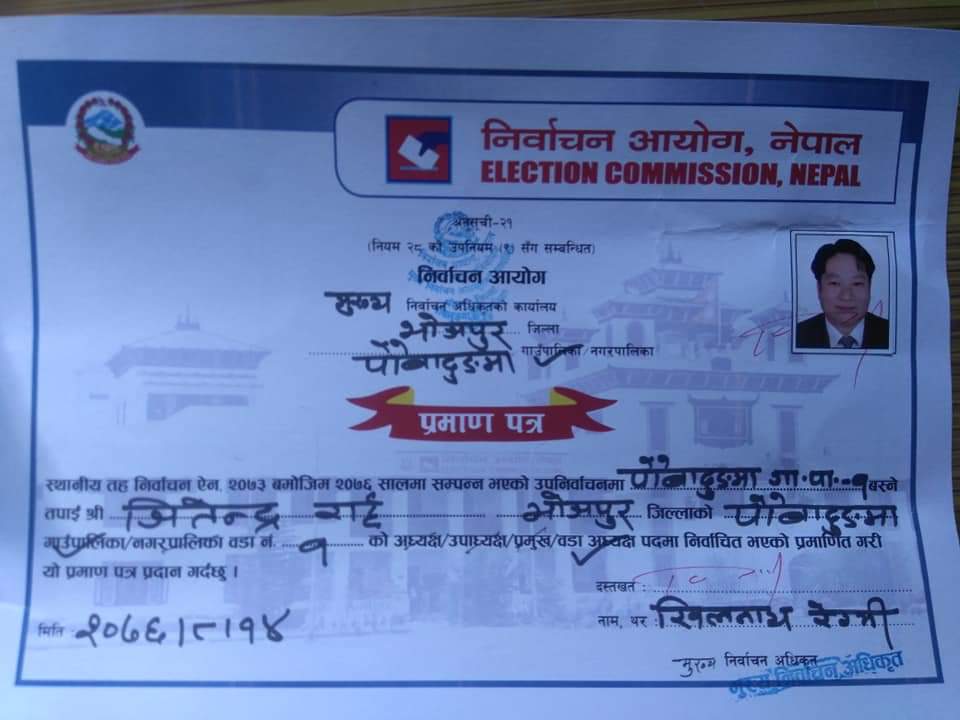 निर्वाचन आयोग, नेपाल
ELECTION COMMISSION, NEPAL
अनुसूची-२१
(नियम २८ को उपनियम (९) सँग सम्बन्धित)
निर्वाचन आयोग
मुख्य निर्वाचन अधिकृतको कार्यालय
भोजपुर जिल्ला
पौवादुङमा गाउँपालिका/नगरपालिका
प्रमाण पत्र
स्थानीय तह निर्वाचन ऐन, २०७३ बमोजिम २०७६ सालमा सम्पन्न भएको उपनिर्वाचनमा पौवादुङमा गा.पा.-१ बस्ने
तपाईं श्री जितेन्द्र राई भोजपुर जिल्लाको पौवादुङमा
गाउँपालिका/नगरपालिका वडा नं. १ को अध्यक्ष/उपाध्यक्ष/प्रमुख/वडा अध्यक्ष पदमा निर्वाचित भएको प्रमाणित गरी
यो प्रमाण पत्र प्रदान गर्दछु ।
दस्तखत :
मिति : २०७६।८।१४
नाम, थर : खिलनाथ रेग्मी
मुख्य निर्वाचन अधिकृत
मुख्य निर्वाचन अधिकृत